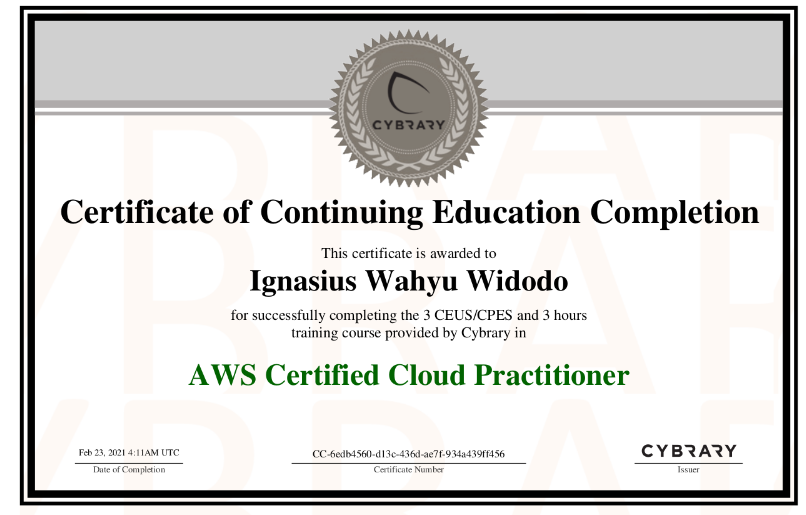 CYBRARY
Certificate of Continuing Education Completion
This certificate is awarded to
Ignasius Wahyu Widodo
for successfully completing the 3 CEUS/CPES and 3 hours
training course provided by Cybrary in
AWS Certified Cloud Practitioner
Feb 23, 2021 4:11AM UTC
Date of Completion
CC-6edb4560-d13c-436d-ae7f-934a439ff456
Certificate Number
CYBRARY
Issuer